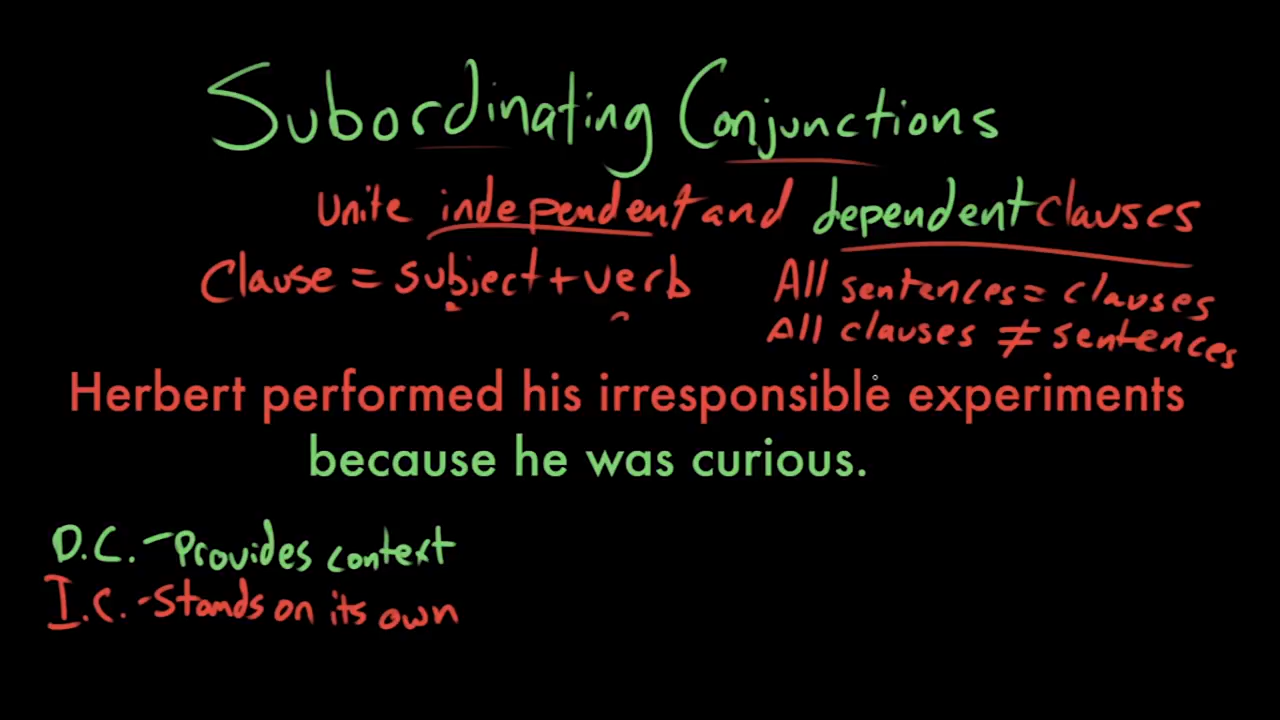 Subordinating Conjunctions
Unite independent and dependent clauses
Clause = subject + verb
All sentences = clauses
All clauses ≠ sentences
Herbert performed his irresponsible experiments
because he was curious.
D.C. - Provides context
I.C. - Stands on its own